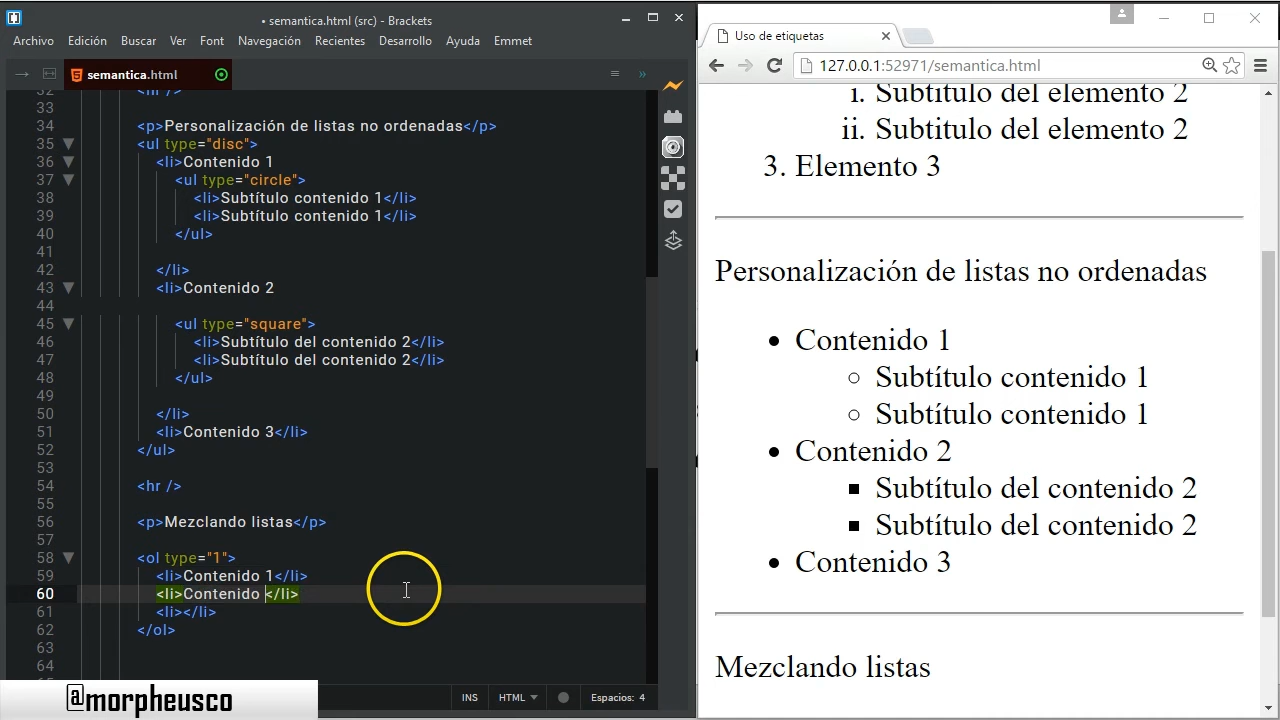 • semantica.html (src) - Brackets
Archivo Edición Buscar Ver Font Navegación Recientes Desarrollo Ayuda Emmet
semantica.html
32 <hr />
33
34 <p>Personalización de listas no ordenadas</p>
35 <ul type="disc">
36 <li>Contenido 1
37 <ul type="circle">
38 <li>Subtítulo contenido 1</li>
39 <li>Subtítulo contenido 1</li>
40 </ul>
41
42 </li>
43 <li>Contenido 2
44
45 <ul type="square">
46 <li>Subtítulo del contenido 2</li>
47 <li>Subtítulo del contenido 2</li>
48 </ul>
49
50 </li>
51 <li>Contenido 3</li>
52 </ul>
53
54 <hr />
55
56 <p>Mezclando listas</p>
57
58 <ol type="1">
59 <li>Contenido 1</li>
60 <li>Contenido </li>
61 <li></li>
62 </ol>
63
64
INS HTML Espacios: 4
@morpheusco
Uso de etiquetas
127.0.0.1:52971/semantica.html
i. Subtitulo del elemento 2
ii. Subtitulo del elemento 2
3. Elemento 3
Personalización de listas no ordenadas
• Contenido 1
○ Subtítulo contenido 1
○ Subtítulo contenido 1
• Contenido 2
■ Subtítulo del contenido 2
■ Subtítulo del contenido 2
• Contenido 3
Mezclando listas